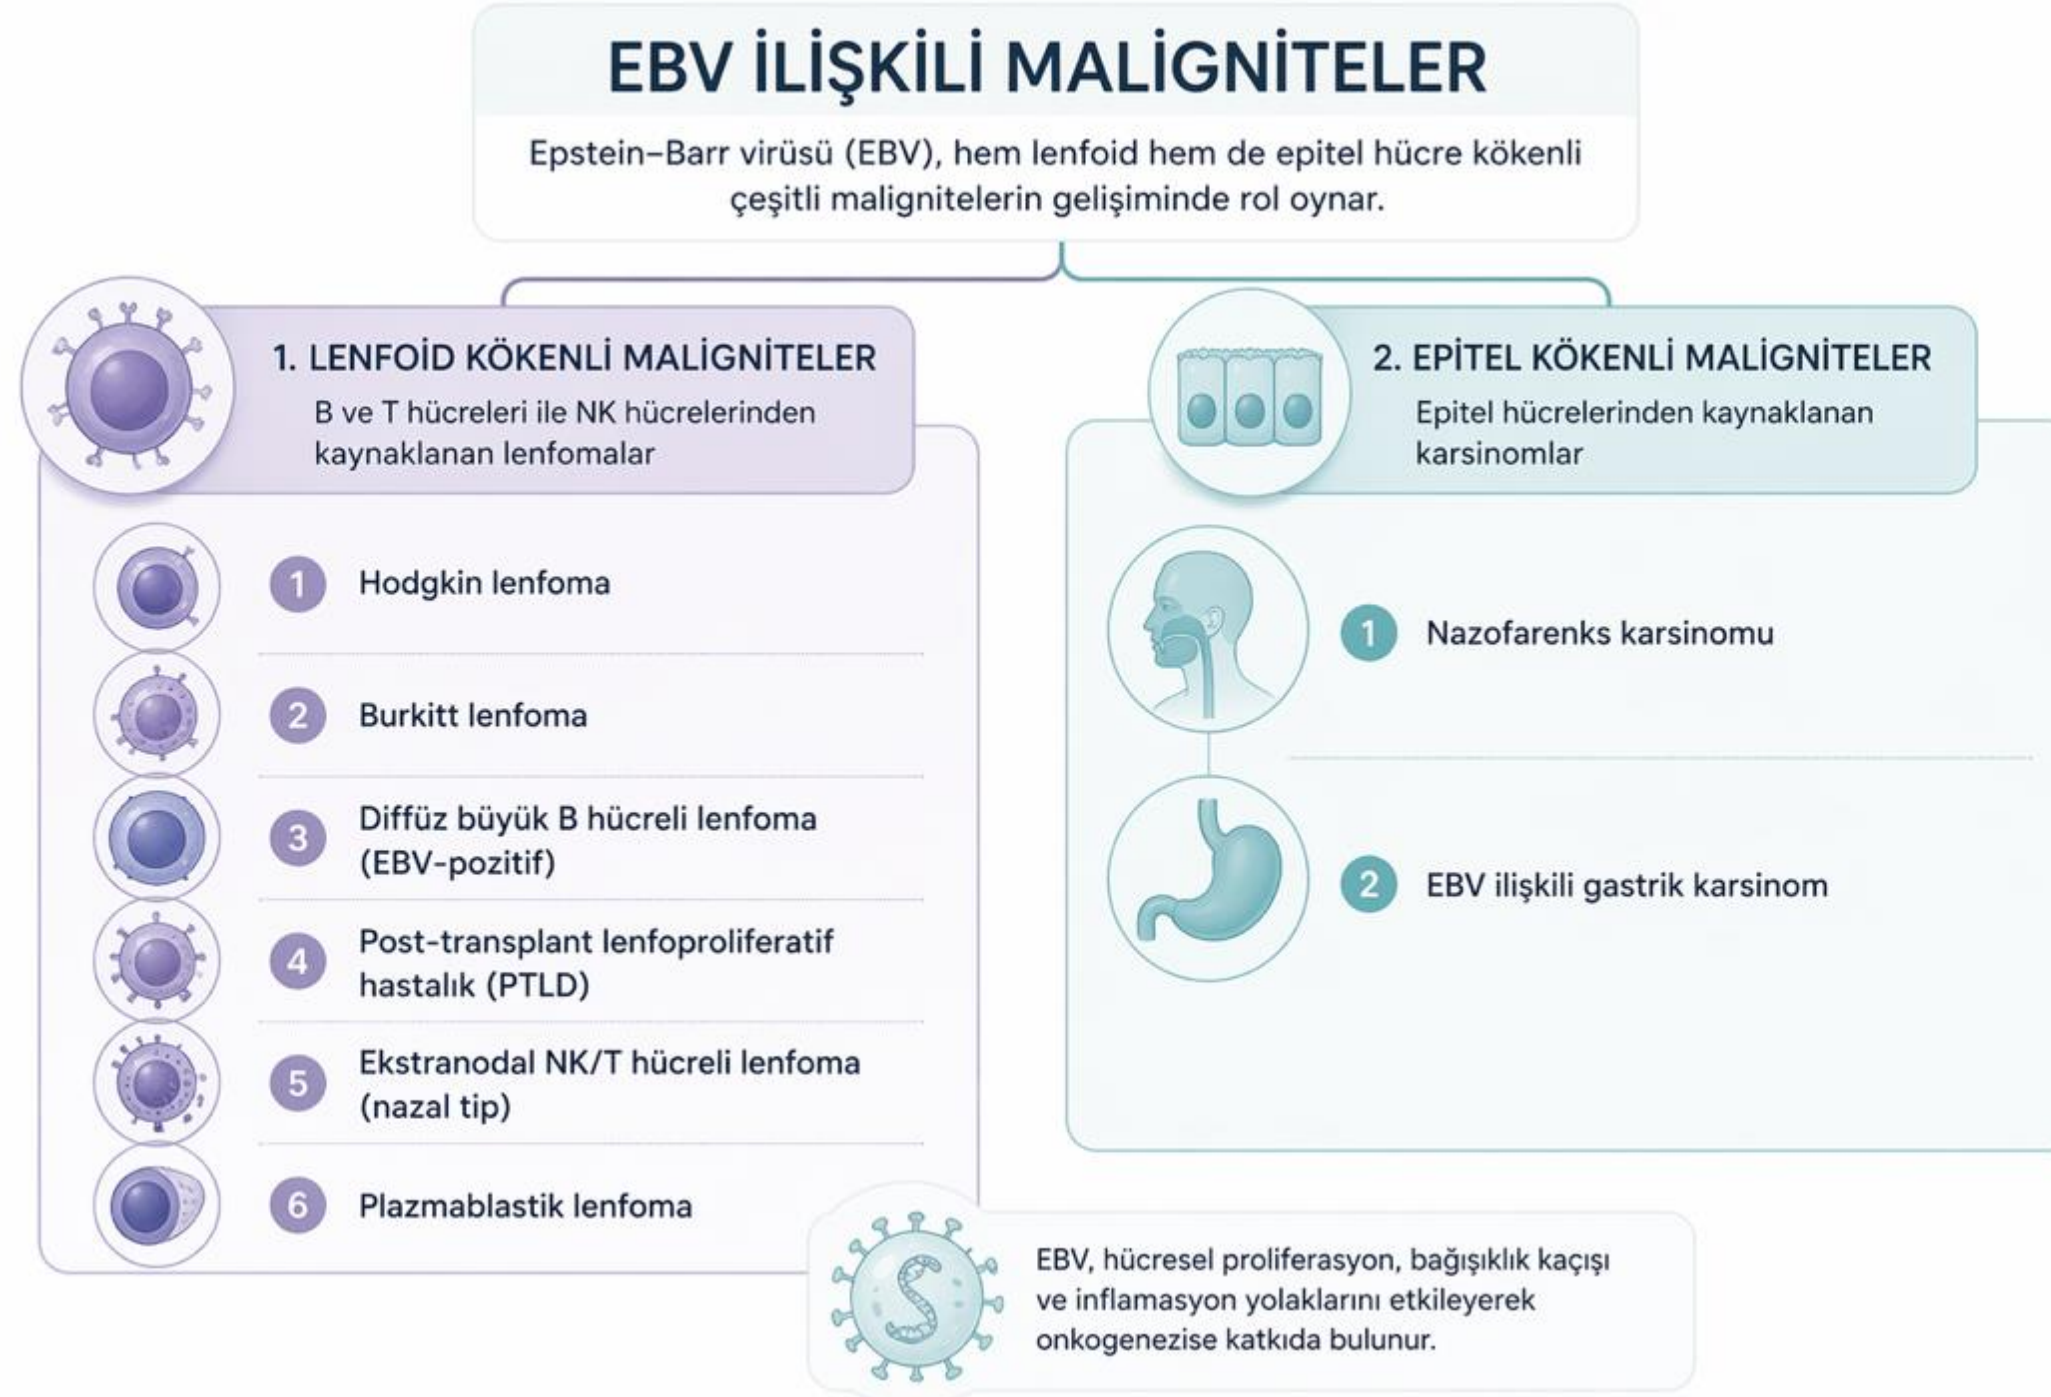 EBV İLİŞKİLİ MALİGNİTELER
Epstein–Barr virüsü (EBV), hem lenfoid hem de epitel hücre kökenli
çeşitli malignitelerin gelişiminde rol oynar.
1. LENFOİD KÖKENLİ MALİGNİTELER
B ve T hücreleri ile NK hücrelerinden
kaynaklanan lenfomalar
1 Hodgkin lenfoma
2 Burkitt lenfoma
3 Diffüz büyük B hücreli lenfoma
(EBV-pozitif)
4 Post-transplant lenfoproliferatif
hastalık (PTLD)
5 Ekstranodal NK/T hücreli lenfoma
(nazal tip)
6 Plazmablastik lenfoma
2. EPİTEL KÖKENLİ MALİGNİTELER
Epitel hücrelerinden kaynaklanan
karsinomlar
1 Nazofarenks karsinomu
2 EBV ilişkili gastrik karsinom
EBV, hücresel proliferasyon, bağışıklık kaçışı
ve inflamasyon yolaklarını etkileyerek
onkogenezise katkıda bulunur.